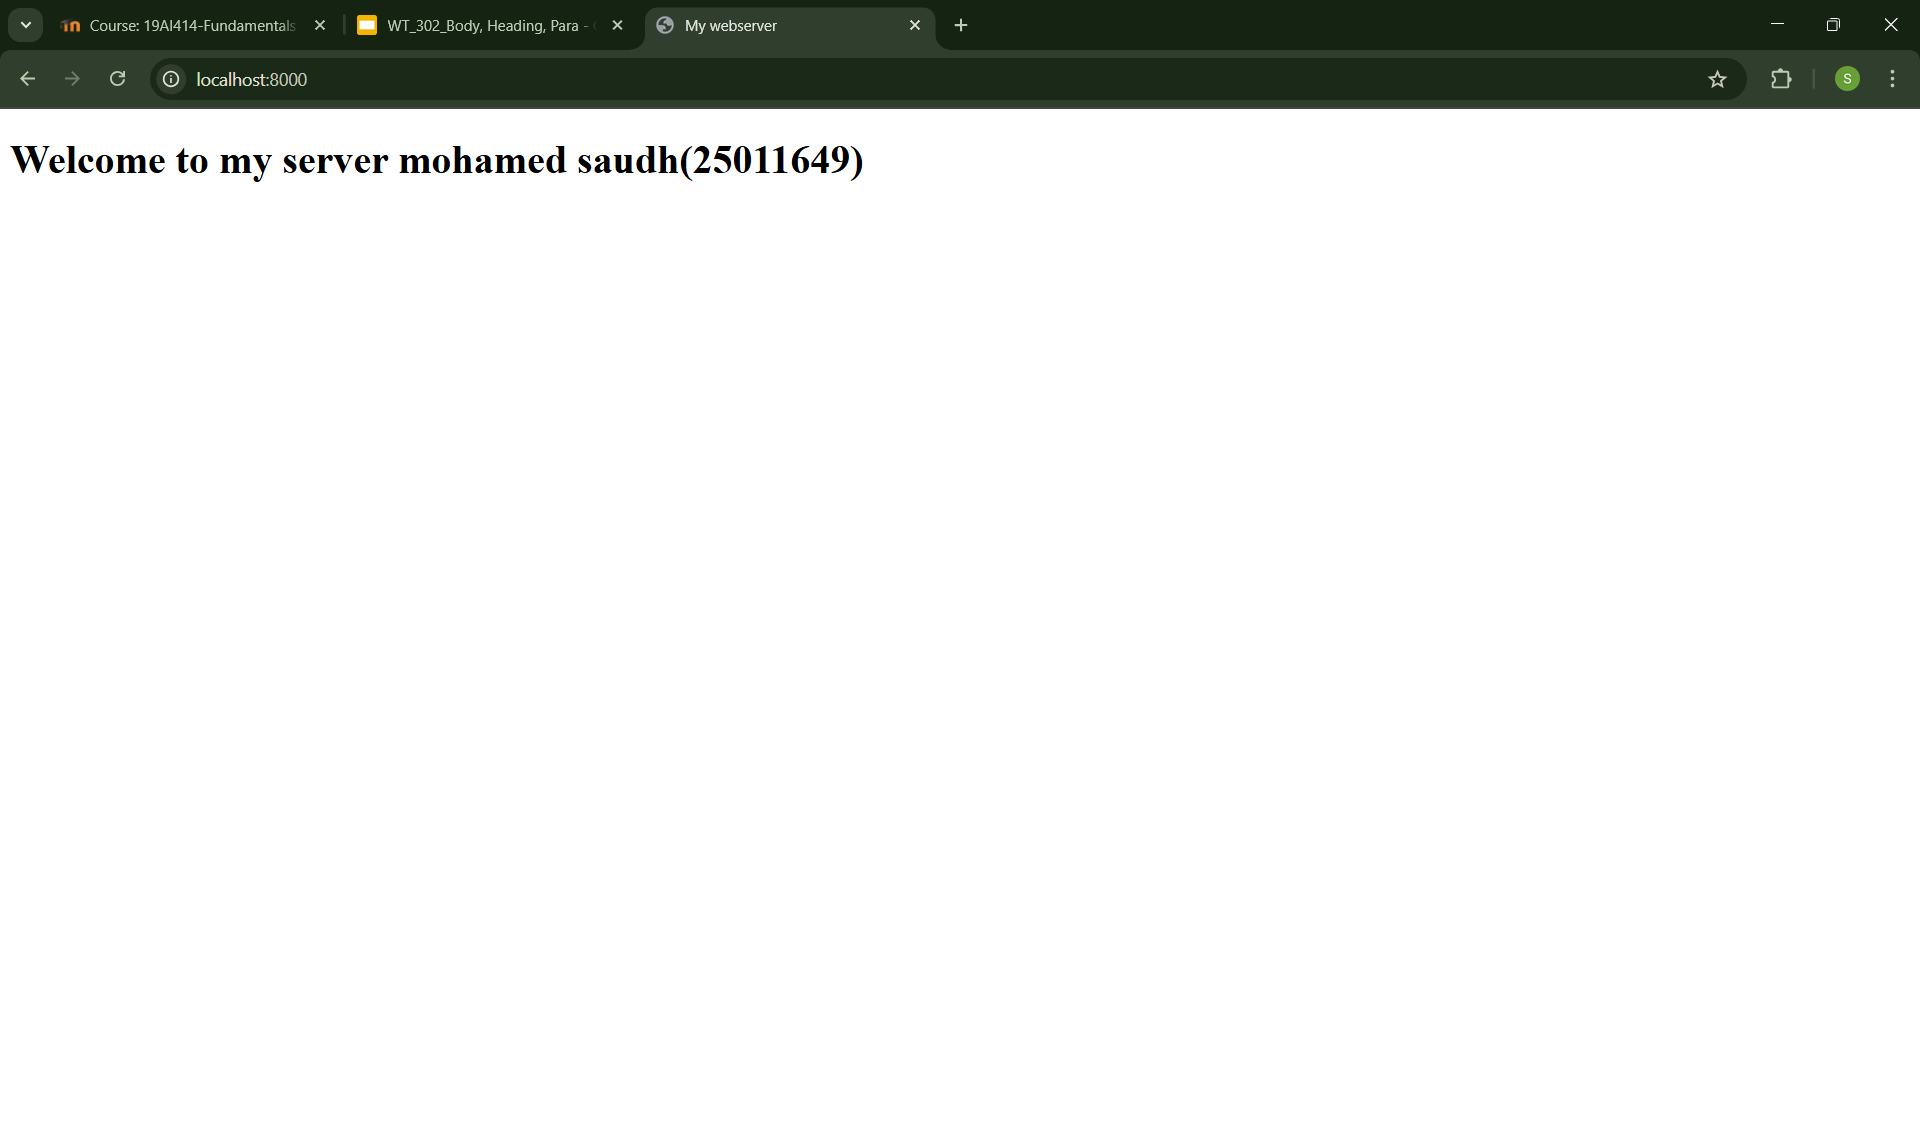 Course: 19AI414-Fundamentals
WT_302_Body, Heading, Para -
My webserver
localhost:8000
S
Welcome to my server mohamed saudh(25011649)